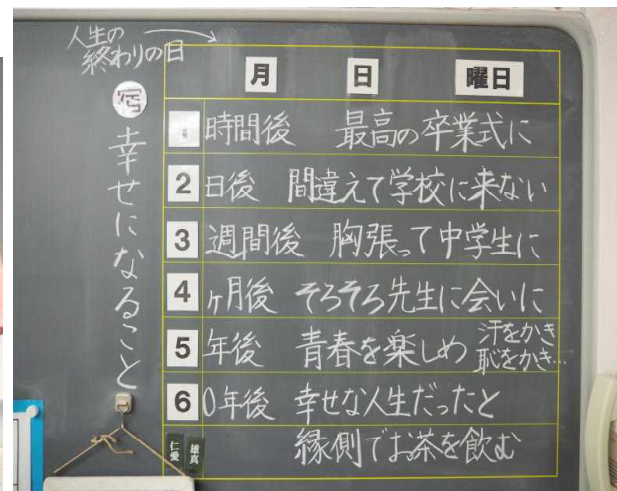 人生の
終わりの日
月 日 曜日
宿 幸せになること
1時間後 最高の卒業式に
2日後 間違えて学校に来ない
3週間後 胸張って中学生に
4ヶ月後 そろそろ先生に会いに
5年後 青春を楽しめ 汗をかき
恥をかき…
60年後 幸せな人生だったと
縁側でお茶を飲む
仁愛 雄真